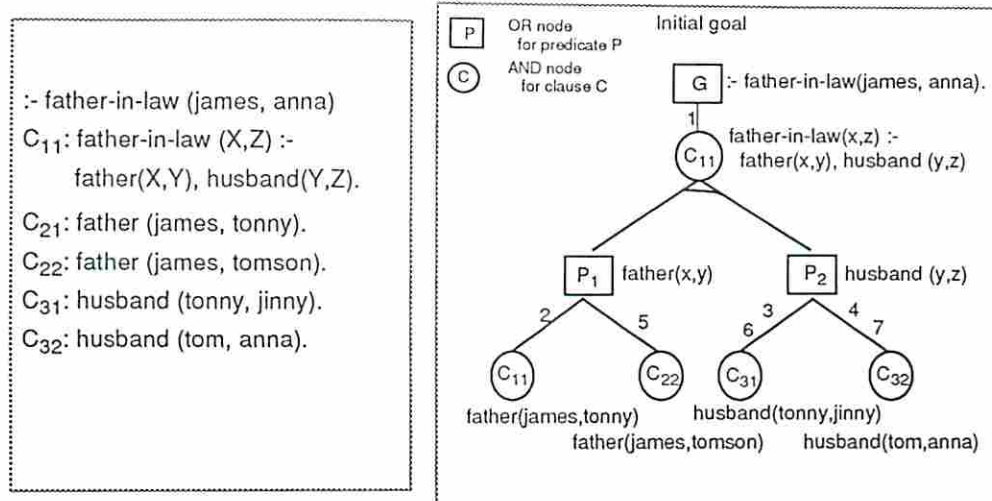 :- father-in-law (james, anna)
C11: father-in-law (X,Z) :-
father(X,Y), husband(Y,Z).
C21: father (james, tonny).
C22: father (james, tomson).
C31: husband (tonny, jinny).
C32: husband (tom, anna).
P OR node
for predicate P
C AND node
for clause C
Initial goal
G :- father-in-law(james, anna).
1
C11 father-in-law(x,z) :-
father(x,y), husband (y,z)
P1 father(x,y)
P2 husband (y,z)
2 5 3 4
6 7
C11 C22 C31 C32
father(james,tonny) husband(tonny,jinny)
father(james,tomson) husband(tom,anna)